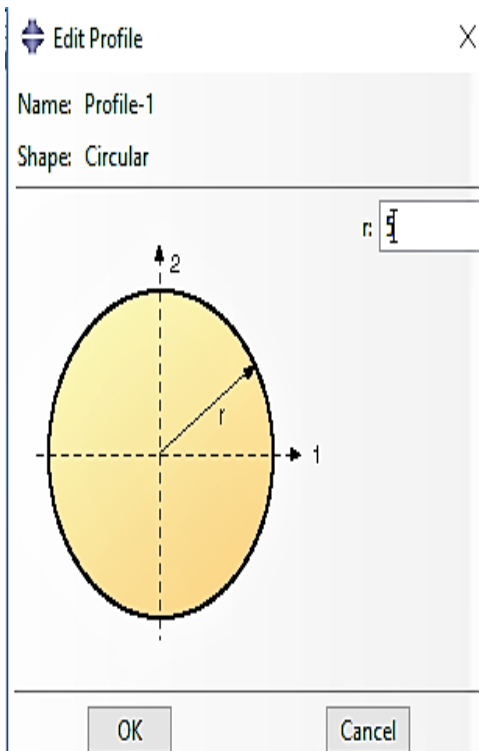 Edit Profile
Name: Profile-1
Shape: Circular
r: 5
2
r
1
OK Cancel